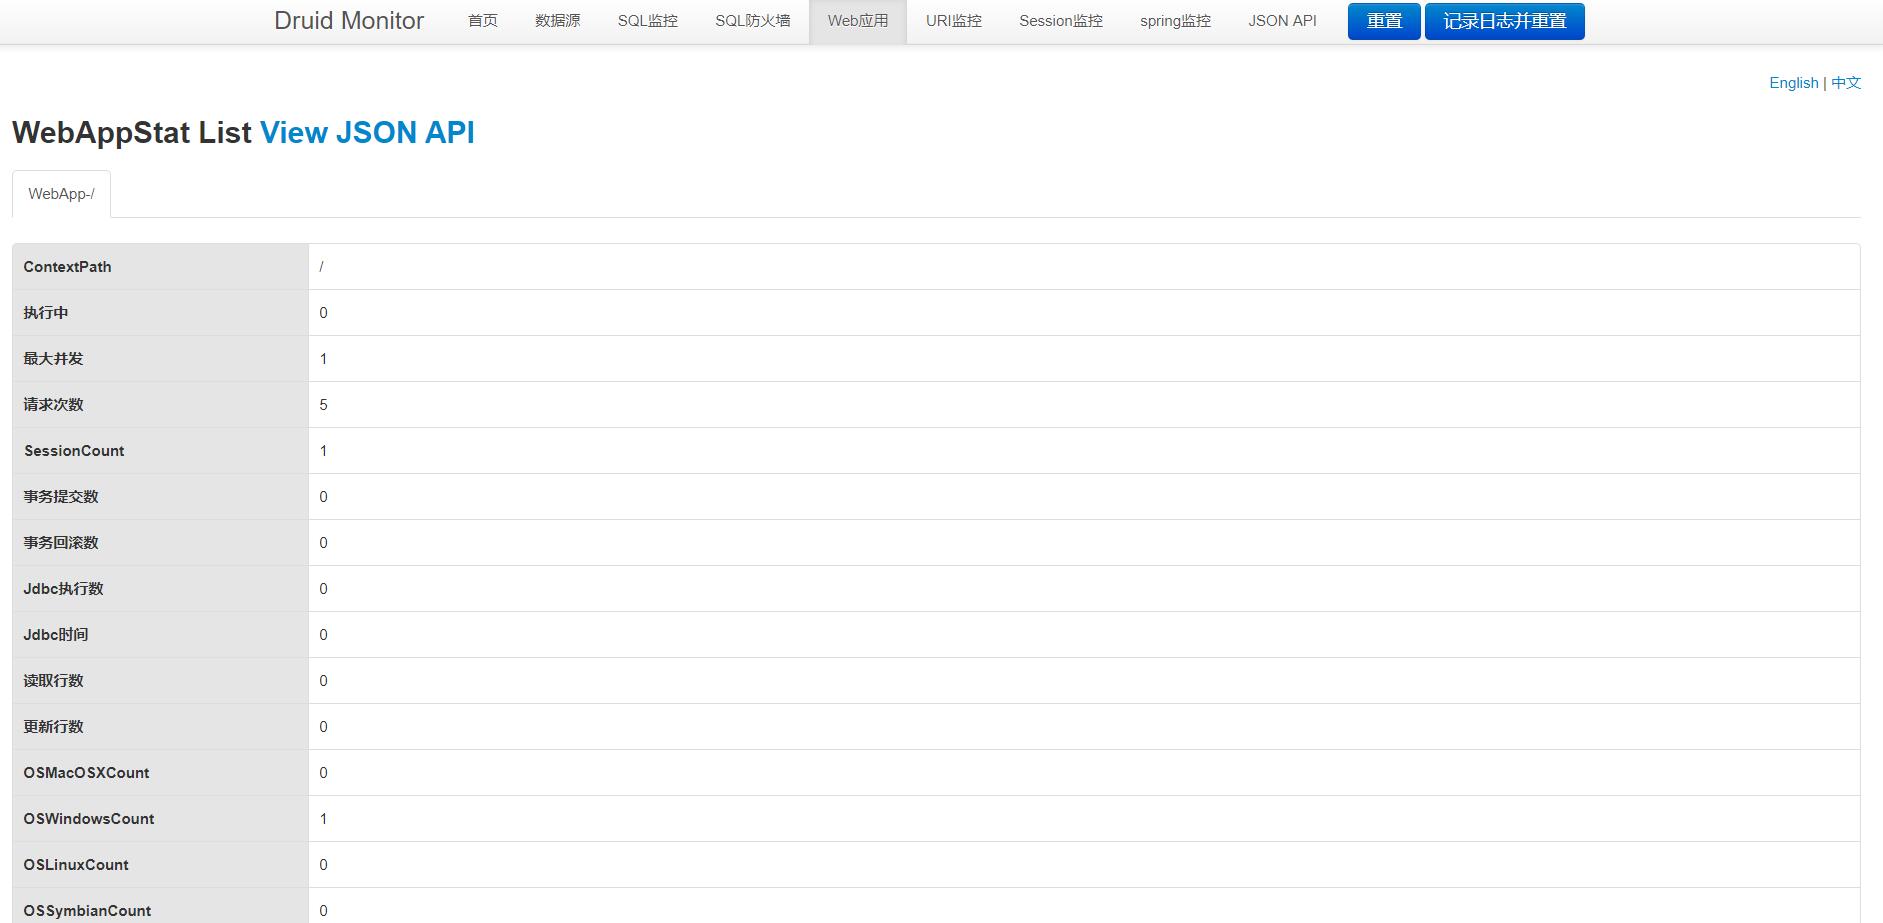 Druid Monitor 首页 数据源 SQL监控 SQL防火墙 Web应用 URI监控 Session监控 spring监控 JSON API 重置 记录日志并重置
English | 中文
WebAppStat List View JSON API
WebApp-/
ContextPath /
执行中 0
最大并发 1
请求次数 5
SessionCount 1
事务提交数 0
事务回滚数 0
Jdbc执行数 0
Jdbc时间 0
读取行数 0
更新行数 0
OSMacOSXCount 0
OSWindowsCount 1
OSLinuxCount 0
OSSymbianCount 0